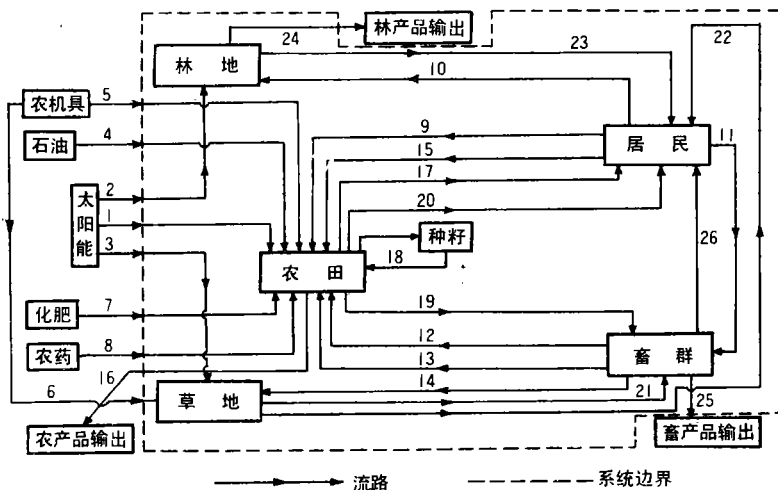 24
林产品输出
23
22
林地
10
农机具
5
9
居民
11
石油
4
15
17
太阳能
2
1
3
20
种籽
18
26
农田
化肥
7
19
12
畜群
农药
8
13
16
14
21
25
6
草地
农产品输出
畜产品输出
流路
系统边界